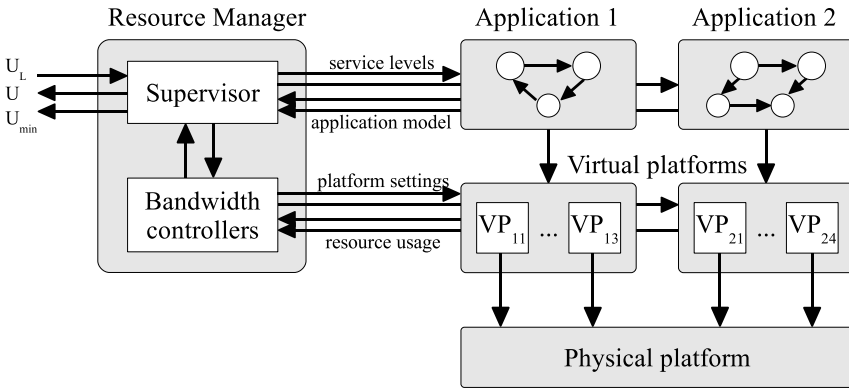 Resource Manager
Application 1
Application 2
U_L
U
U_min
Supervisor
service levels
application model
Virtual platforms
Bandwidth
controllers
platform settings
resource usage
VP_11 ... VP_13
VP_21 ... VP_24
Physical platform